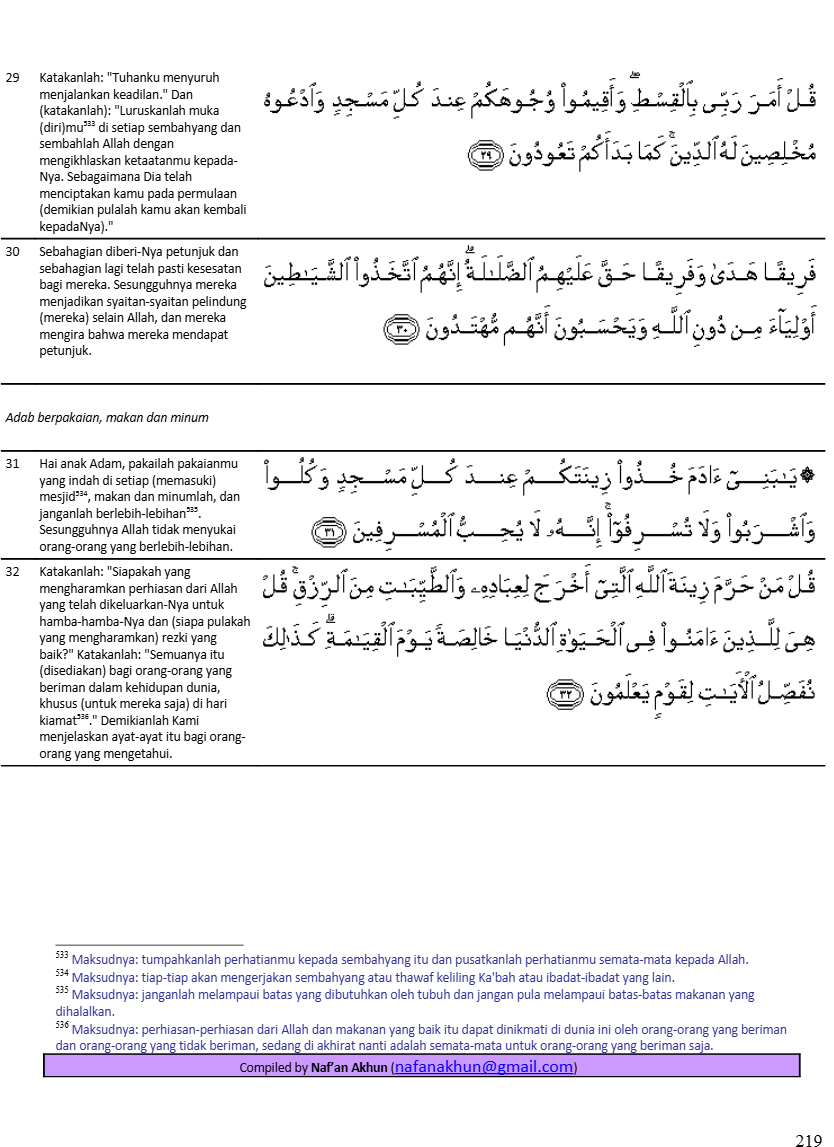 29 Katakanlah: "Tuhanku menyuruh
menjalankan keadilan." Dan
(katakanlah): "Luruskanlah muka
(diri)mu⁵³³ di setiap sembahyang dan
sembahlah Allah dengan
mengikhlaskan ketaatanmu kepada-
Nya. Sebagaimana Dia telah
menciptakan kamu pada permulaan
(demikian pulalah kamu akan kembali
kepadaNya)."
قُلْ أَمَرَ رَبِّى بِٱلْقِسْطِ ۖ وَأَقِيمُوا۟ وُجُوهَكُمْ عِندَ كُلِّ مَسْجِدٍ وَٱدْعُوهُ
مُخْلِصِينَ لَهُ ٱلدِّينَ ۚ كَمَا بَدَأَكُمْ تَعُودُونَ ٢٩
30 Sebahagian diberi-Nya petunjuk dan
sebahagian lagi telah pasti kesesatan
bagi mereka. Sesungguhnya mereka
menjadikan syaitan-syaitan pelindung
(mereka) selain Allah, dan mereka
mengira bahwa mereka mendapat
petunjuk.
فَرِيقًا هَدَىٰ وَفَرِيقًا حَقَّ عَلَيْهِمُ ٱلضَّلَٰلَةُ ۗ إِنَّهُمُ ٱتَّخَذُوا۟ ٱلشَّيَٰطِينَ
أَوْلِيَآءَ مِن دُونِ ٱللَّهِ وَيَحْسَبُونَ أَنَّهُم مُّهْتَدُونَ ٣٠
Adab berpakaian, makan dan minum
31 Hai anak Adam, pakailah pakaianmu
yang indah di setiap (memasuki)
mesjid⁵³⁴, makan dan minumlah, dan
janganlah berlebih-lebihan⁵³⁵.
Sesungguhnya Allah tidak menyukai
orang-orang yang berlebih-lebihan.
۞ يَٰبَنِىٓ ءَادَمَ خُذُوا۟ زِينَتَكُمْ عِندَ كُلِّ مَسْجِدٍ وَكُلُوا۟
وَٱشْرَبُوا۟ وَلَا تُسْرِفُوٓا۟ ۚ إِنَّهُۥ لَا يُحِبُّ ٱلْمُسْرِفِينَ ٣١
32 Katakanlah: "Siapakah yang
mengharamkan perhiasan dari Allah
yang telah dikeluarkan-Nya untuk
hamba-hamba-Nya dan (siapa pulakah
yang mengharamkan) rezki yang
baik?" Katakanlah: "Semuanya itu
(disediakan) bagi orang-orang yang
beriman dalam kehidupan dunia,
khusus (untuk mereka saja) di hari
kiamat⁵³⁶." Demikianlah Kami
menjelaskan ayat-ayat itu bagi orang-
orang yang mengetahui.
قُلْ مَنْ حَرَّمَ زِينَةَ ٱللَّهِ ٱلَّتِىٓ أَخْرَجَ لِعِبَادِهِۦ وَٱلطَّيِّبَٰتِ مِنَ ٱلرِّزْقِ ۚ قُلْ
هِىَ لِلَّذِينَ ءَامَنُوا۟ فِى ٱلْحَيَوٰةِ ٱلدُّنْيَا خَالِصَةً يَوْمَ ٱلْقِيَٰمَةِ ۗ كَذَٰلِكَ
نُفَصِّلُ ٱلْأَيَٰتِ لِقَوْمٍ يَعْلَمُونَ ٣٢
⁵³³ Maksudnya: tumpahkanlah perhatianmu kepada sembahyang itu dan pusatkanlah perhatianmu semata-mata kepada Allah.
⁵³⁴ Maksudnya: tiap-tiap akan mengerjakan sembahyang atau thawaf keliling Ka'bah atau ibadat-ibadat yang lain.
⁵³⁵ Maksudnya: janganlah melampaui batas yang dibutuhkan oleh tubuh dan jangan pula melampaui batas-batas makanan yang
dihalalkan.
⁵³⁶ Maksudnya: perhiasan-perhiasan dari Allah dan makanan yang baik itu dapat dinikmati di dunia ini oleh orang-orang yang beriman
dan orang-orang yang tidak beriman, sedang di akhirat nanti adalah semata-mata untuk orang-orang yang beriman saja.
Compiled by Naf’an Akhun (nafanakhun@gmail.com)
219